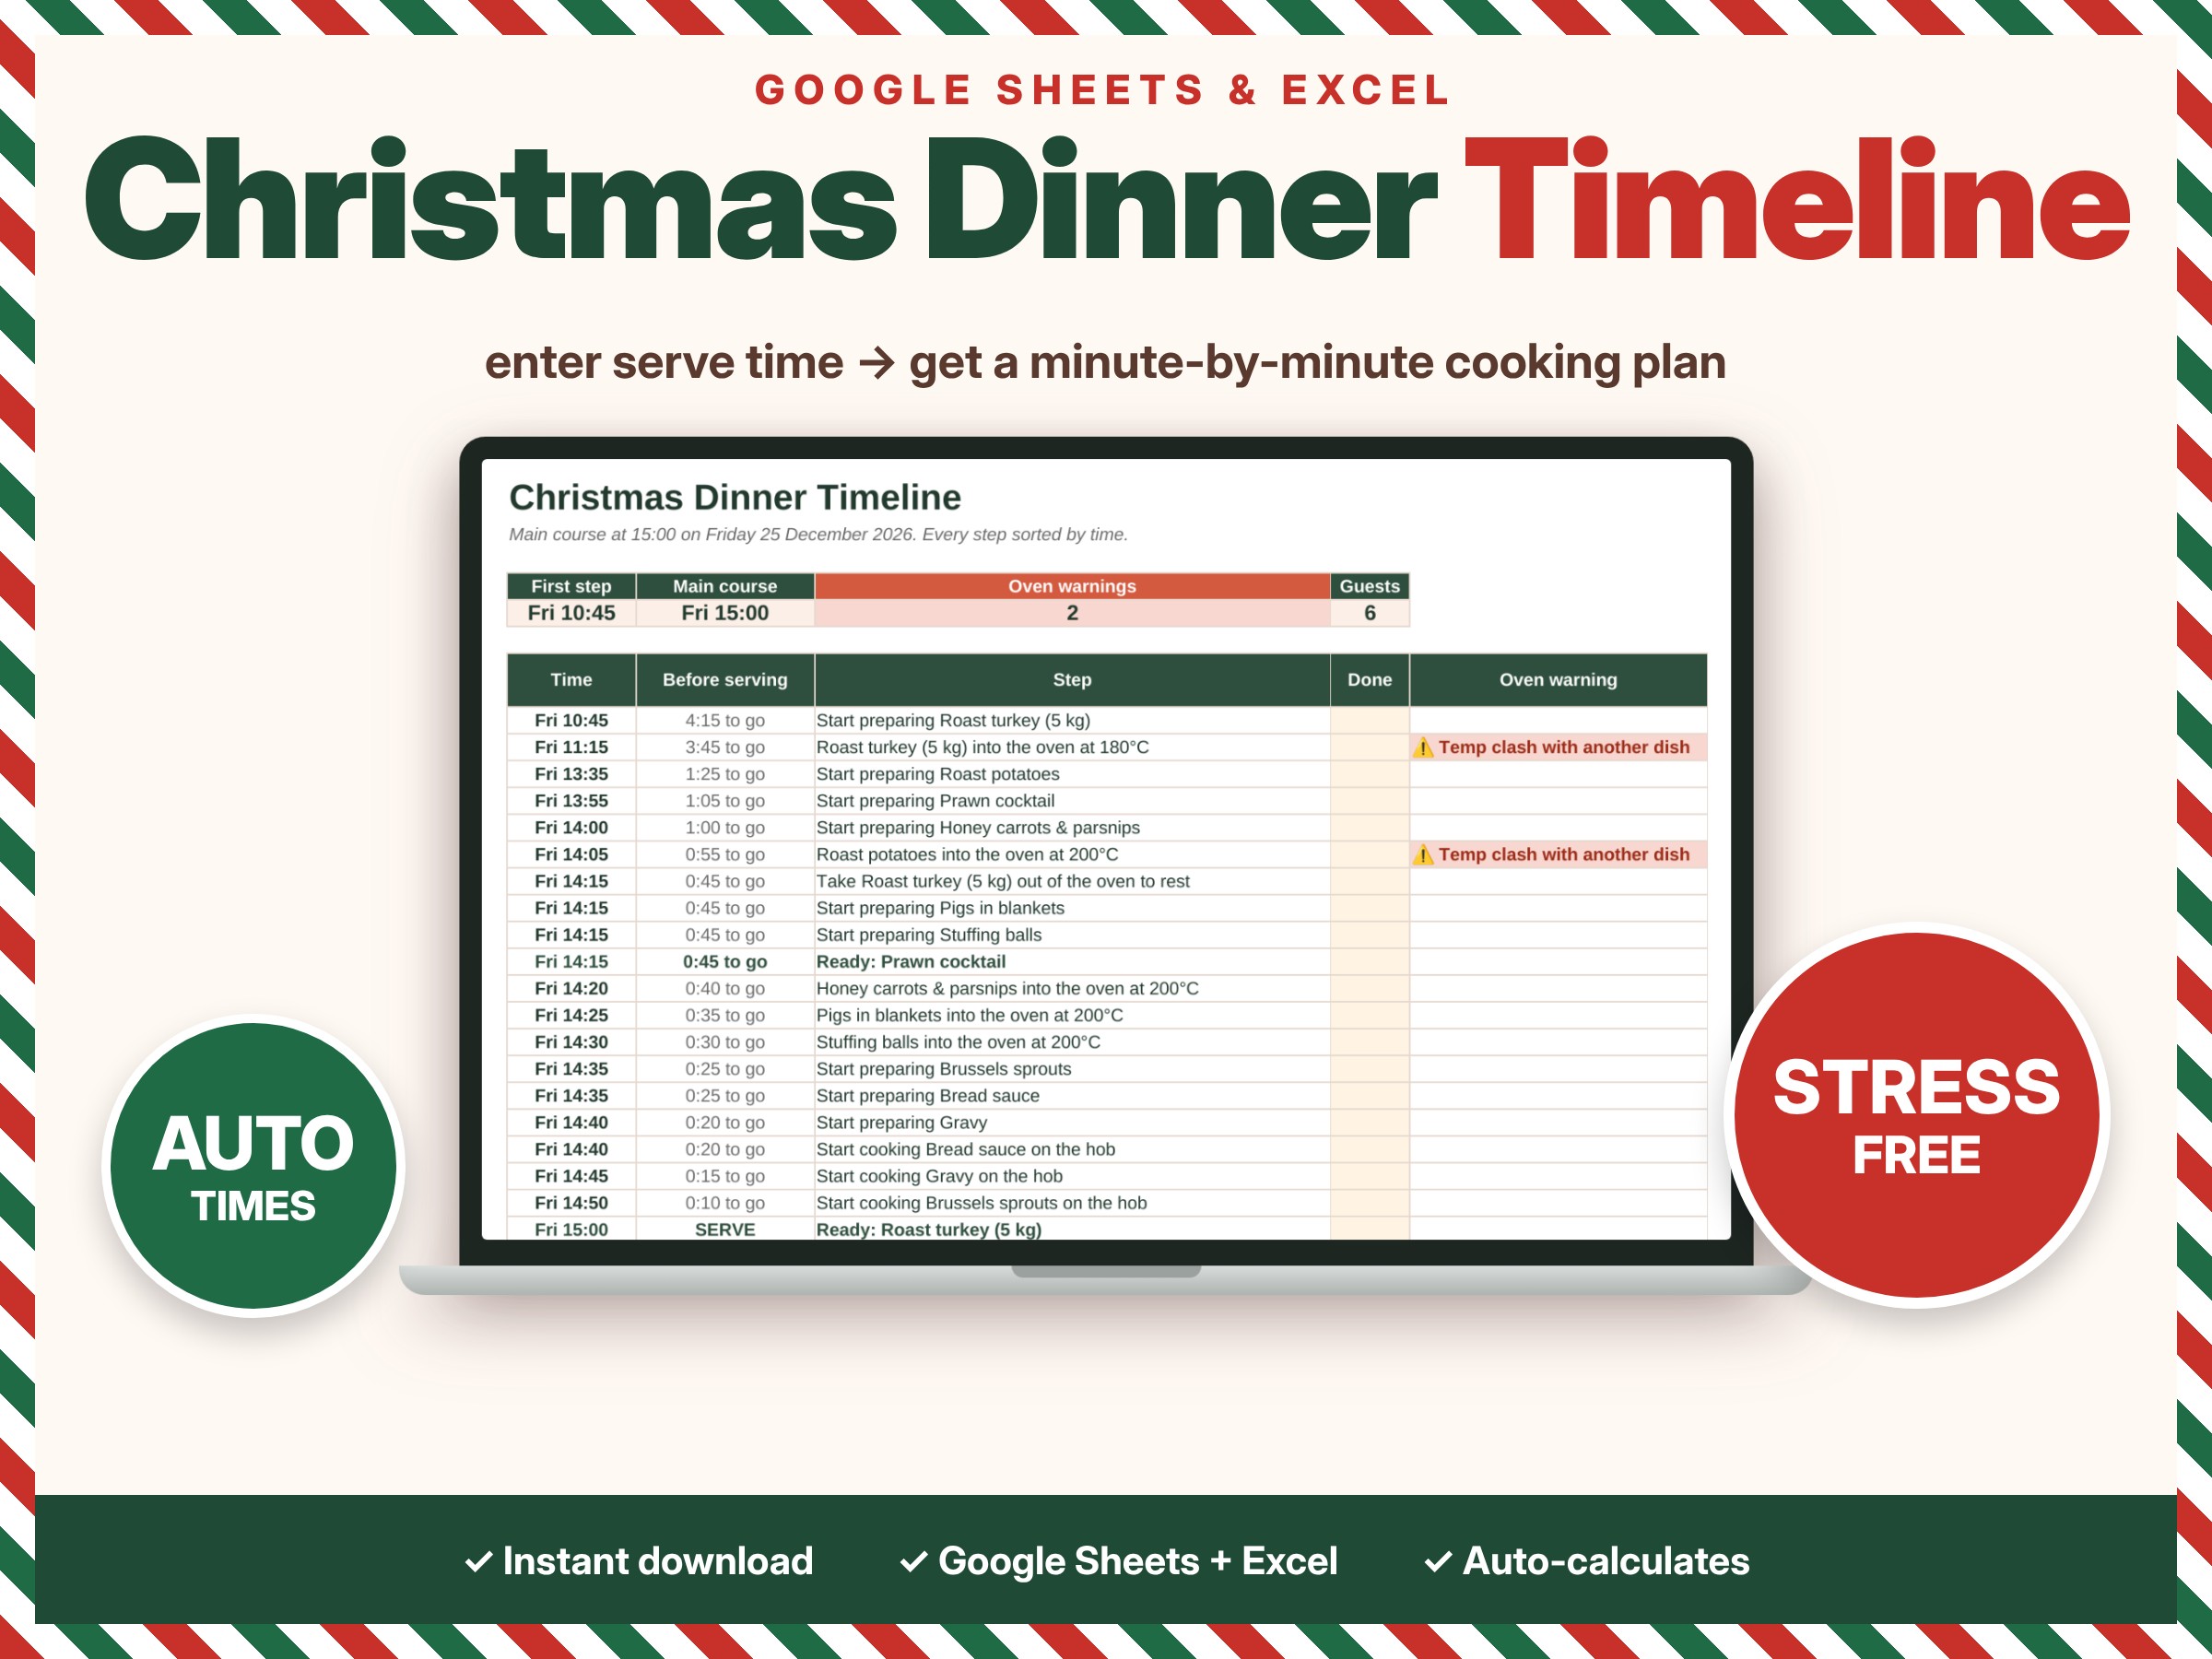 GOOGLE SHEETS & EXCEL
Christmas Dinner Timeline
enter serve time → get a minute-by-minute cooking plan
Christmas Dinner Timeline
Main course at 15:00 on Friday 25 December 2026. Every step sorted by time.
First step Main course Oven warnings Guests
Fri 10:45 Fri 15:00 2 6
Time Before serving Step Done Oven warning
Fri 10:45 4:15 to go Start preparing Roast turkey (5 kg)
Fri 11:15 3:45 to go Roast turkey (5 kg) into the oven at 180°C ⚠️ Temp clash with another dish
Fri 13:35 1:25 to go Start preparing Roast potatoes
Fri 13:55 1:05 to go Start preparing Prawn cocktail
Fri 14:00 1:00 to go Start preparing Honey carrots & parsnips
Fri 14:05 0:55 to go Roast potatoes into the oven at 200°C ⚠️ Temp clash with another dish
Fri 14:15 0:45 to go Take Roast turkey (5 kg) out of the oven to rest
Fri 14:15 0:45 to go Start preparing Pigs in blankets
Fri 14:15 0:45 to go Start preparing Stuffing balls
Fri 14:15 0:45 to go Ready: Prawn cocktail
Fri 14:20 0:40 to go Honey carrots & parsnips into the oven at 200°C
Fri 14:25 0:35 to go Pigs in blankets into the oven at 200°C
Fri 14:30 0:30 to go Stuffing balls into the oven at 200°C
Fri 14:35 0:25 to go Start preparing Brussels sprouts
Fri 14:35 0:25 to go Start preparing Bread sauce
Fri 14:40 0:20 to go Start preparing Gravy
Fri 14:40 0:20 to go Start cooking Bread sauce on the hob
Fri 14:45 0:15 to go Start cooking Gravy on the hob
Fri 14:50 0:10 to go Start cooking Brussels sprouts on the hob
Fri 15:00 SERVE Ready: Roast turkey (5 kg)
AUTO
TIMES
STRESS
FREE
✓ Instant download ✓ Google Sheets + Excel ✓ Auto-calculates